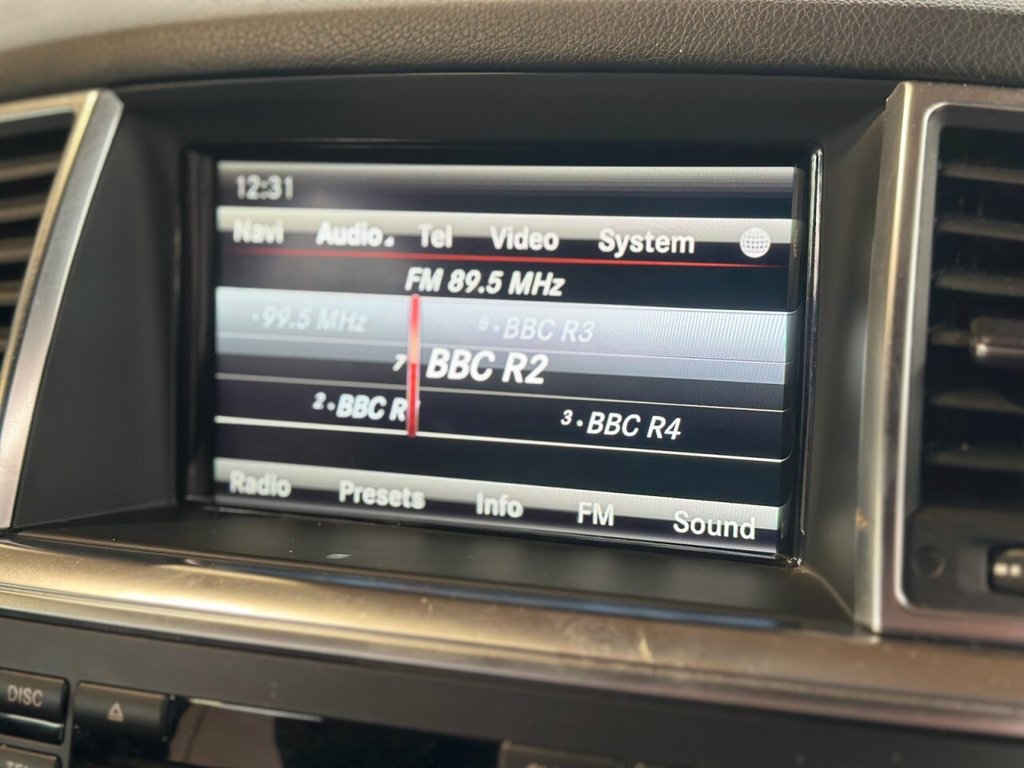 12:31
Navi Audio Tel Video System
FM 89.5 MHz
·99.5 MHz 8·BBC R3
7 BBC R2
2·BBC R 3·BBC R4
Radio Presets Info FM Sound
DISC